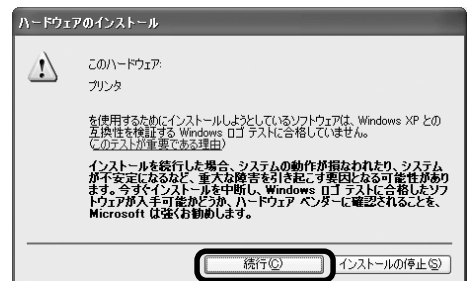 ハードウェアのインストール
このハードウェア:
プリンタ
を使用するためにインストールしようとしているソフトウェアは、Windows XP との
互換性を検証する Windows ロゴ テストに合格していません。
(このテストが重要である理由)
インストールを続行した場合、システムの動作が損なわれたり、システム
が不安定になるなど、重大な障害を引き起こす要因となる可能性があり
ます。今すぐインストールを中断し、Windows ロゴ テストに合格したソフ
トウェアが入手可能かどうか、ハードウェア ベンダーに確認されることを、
Microsoft は強くお勧めします。
続行(C)
インストールの停止(S)